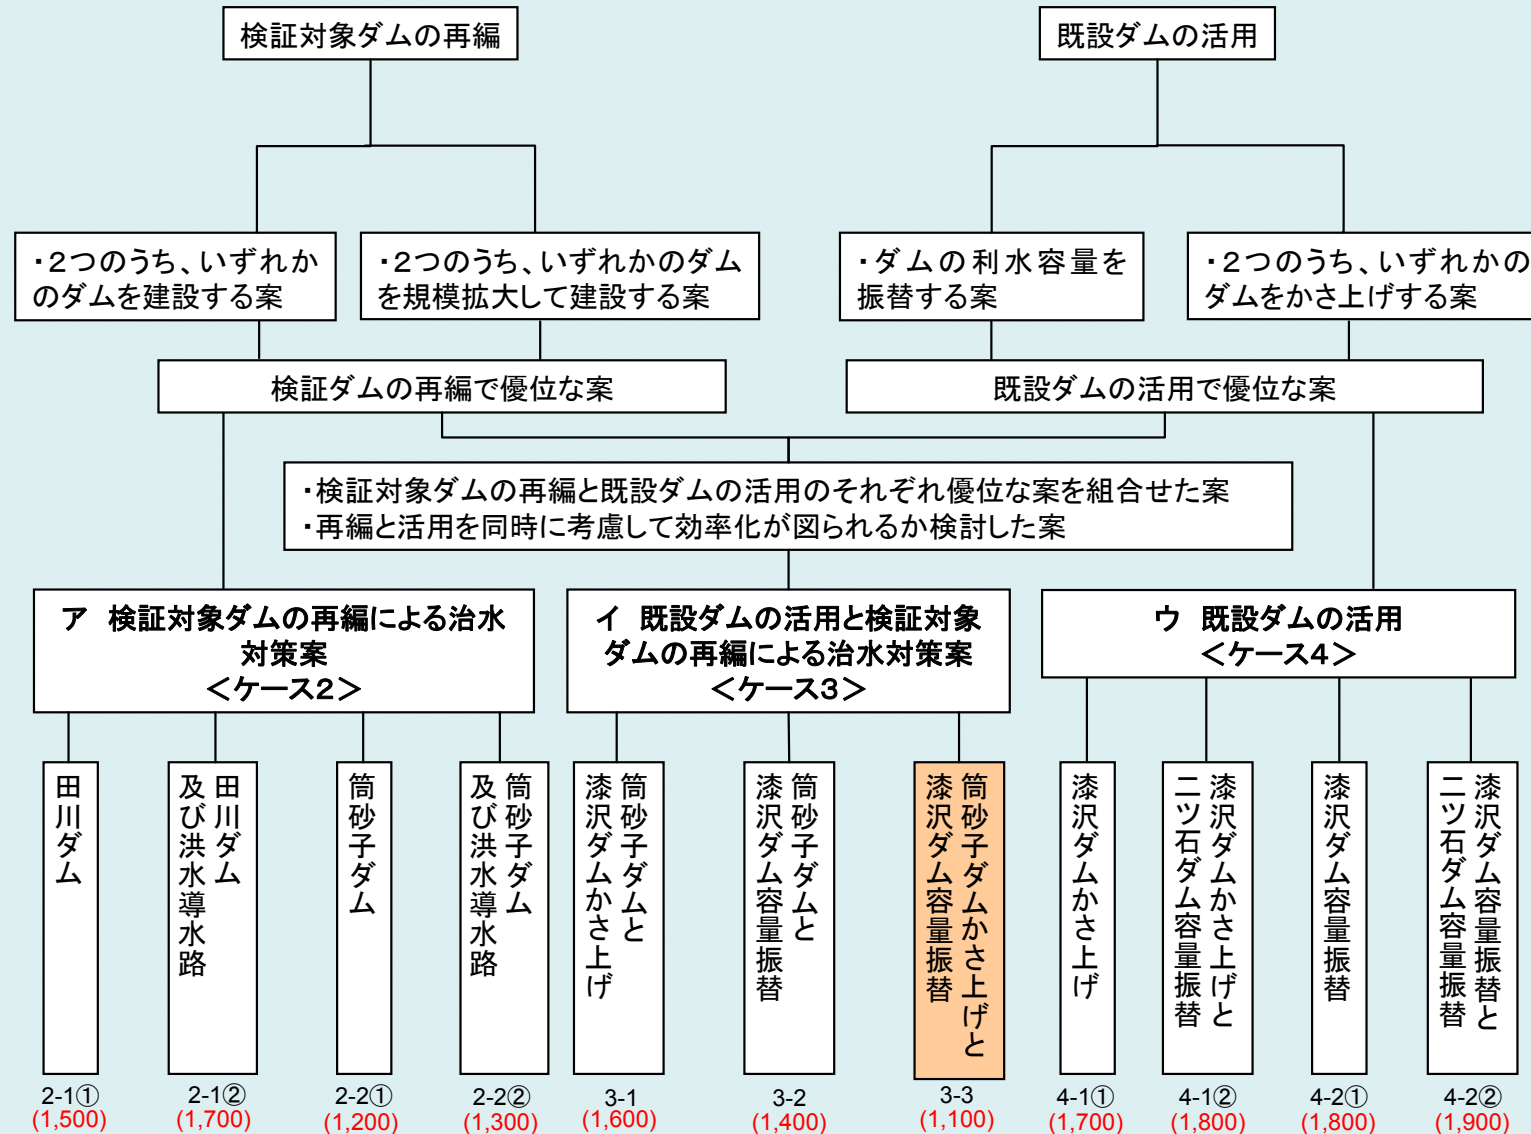 検証対象ダムの再編
既設ダムの活用
・2つのうち、いずれか
のダムを建設する案
・2つのうち、いずれかのダム
を規模拡大して建設する案
・ダムの利水容量を
振替する案
・2つのうち、いずれかの
ダムをかさ上げする案
検証ダムの再編で優位な案
既設ダムの活用で優位な案
・検証対象ダムの再編と既設ダムの活用のそれぞれ優位な案を組合せた案
・再編と活用を同時に考慮して効率化が図られるか検討した案
ア 検証対象ダムの再編による治水
対策案
<ケース2>
イ 既設ダムの活用と検証対象
ダムの再編による治水対策案
<ケース3>
ウ 既設ダムの活用
<ケース4>
田川ダム
2-1①
(1,500)
田川ダム
及び洪水導水路
2-1②
(1,700)
筒砂子ダム
2-2①
(1,200)
筒砂子ダム
及び洪水導水路
2-2②
(1,300)
筒砂子ダムと
漆沢ダムかさ上げ
3-1
(1,600)
筒砂子ダムと
漆沢ダム容量振替
3-2
(1,400)
筒砂子ダムかさ上げと
漆沢ダム容量振替
3-3
(1,100)
漆沢ダムかさ上げ
4-1①
(1,700)
漆沢ダムかさ上げと
二ツ石ダム容量振替
4-1②
(1,800)
漆沢ダム容量振替
4-2①
(1,800)
漆沢ダム容量振替と
二ツ石ダム容量振替
4-2②
(1,900)